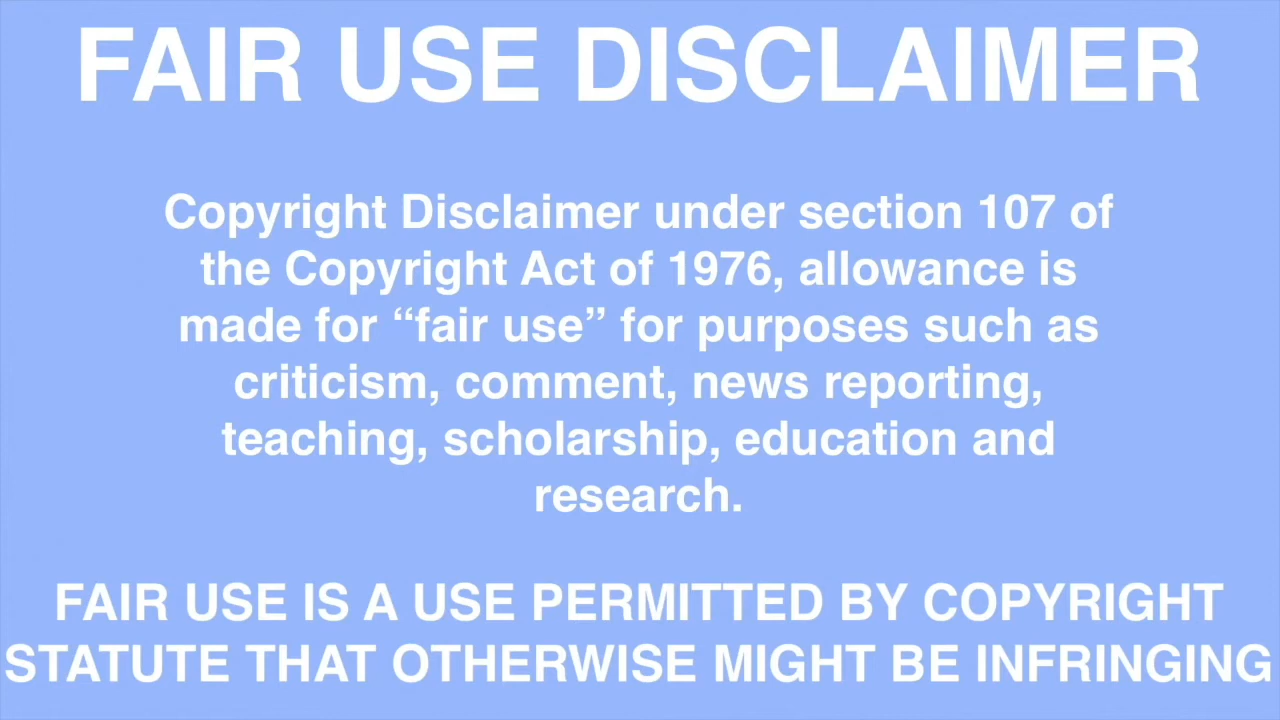 FAIR USE DISCLAIMER
Copyright Disclaimer under section 107 of
the Copyright Act of 1976, allowance is
made for “fair use” for purposes such as
criticism, comment, news reporting,
teaching, scholarship, education and
research.
FAIR USE IS A USE PERMITTED BY COPYRIGHT
STATUTE THAT OTHERWISE MIGHT BE INFRINGING